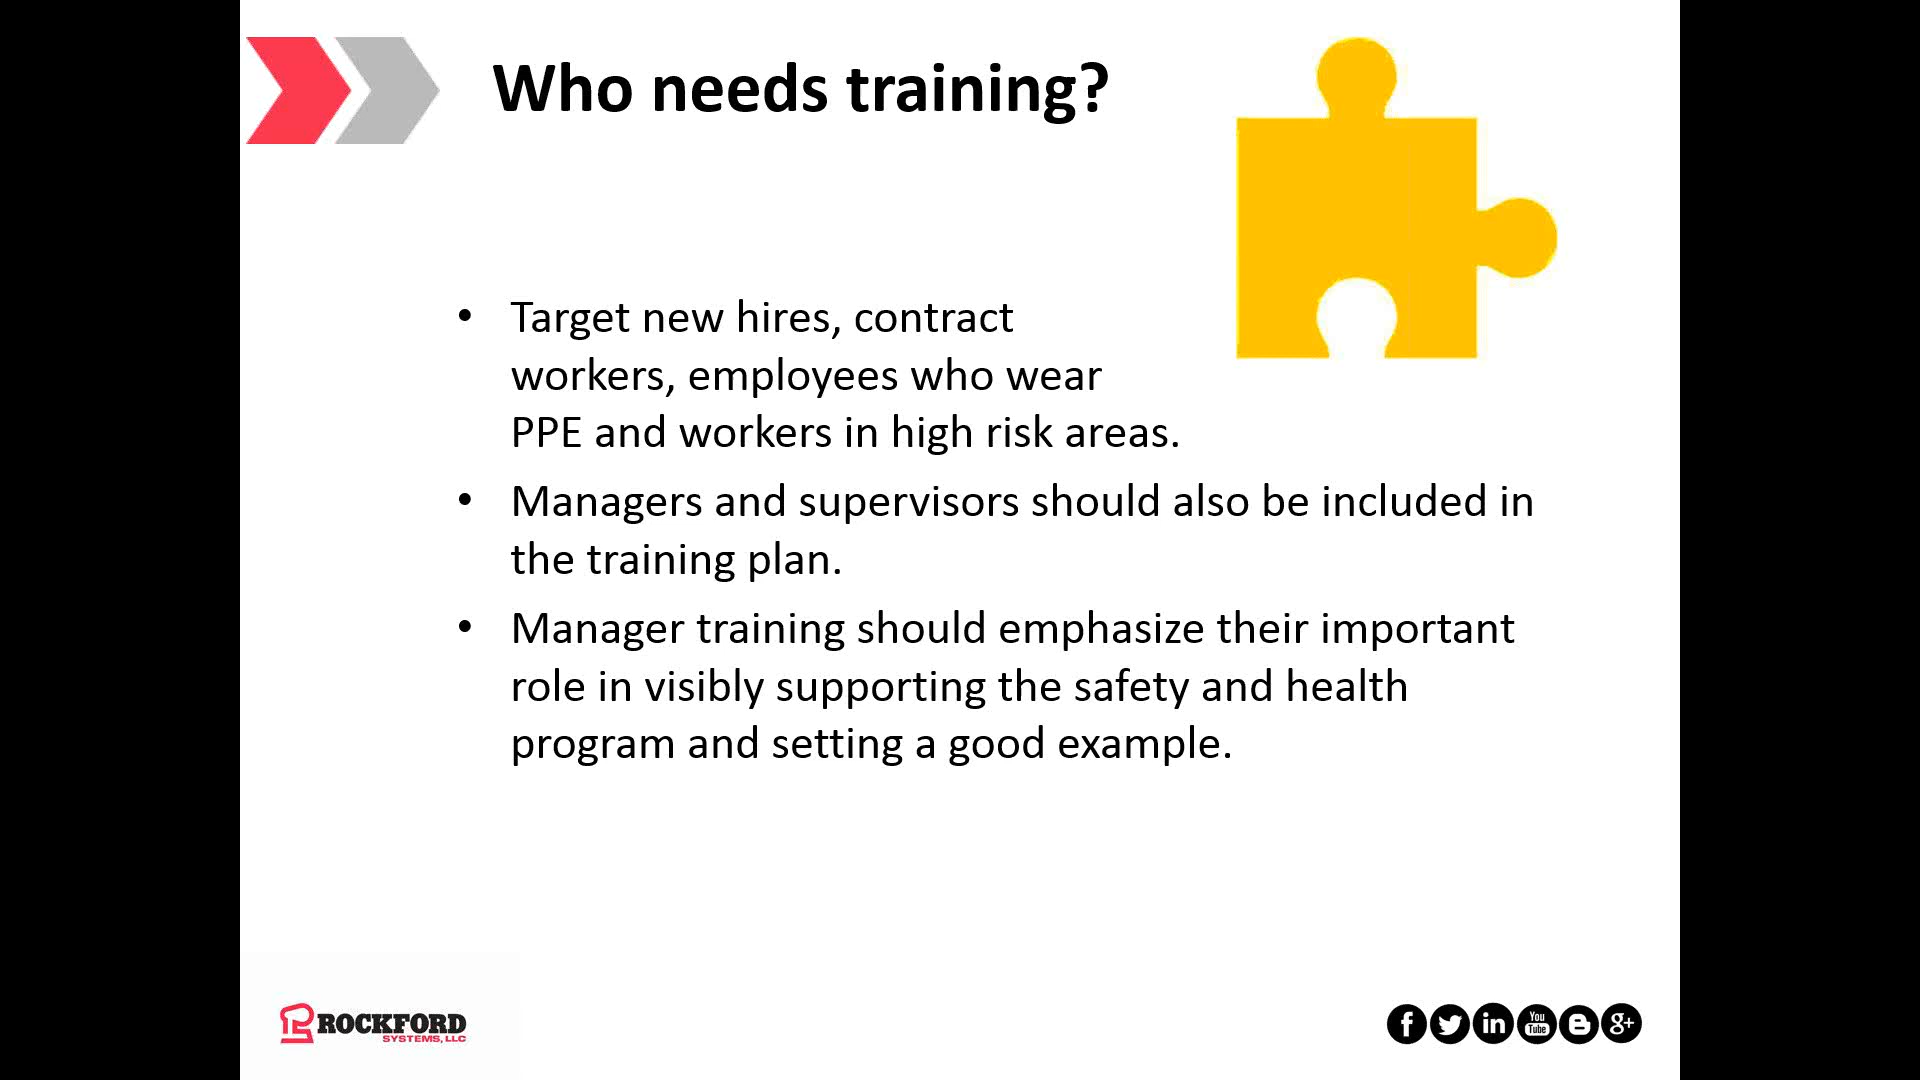 Who needs training?
• Target new hires, contract
workers, employees who wear
PPE and workers in high risk areas.
• Managers and supervisors should also be included in
the training plan.
• Manager training should emphasize their important
role in visibly supporting the safety and health
program and setting a good example.
ROCKFORD
SYSTEMS, LLC
f in You Tube B g+